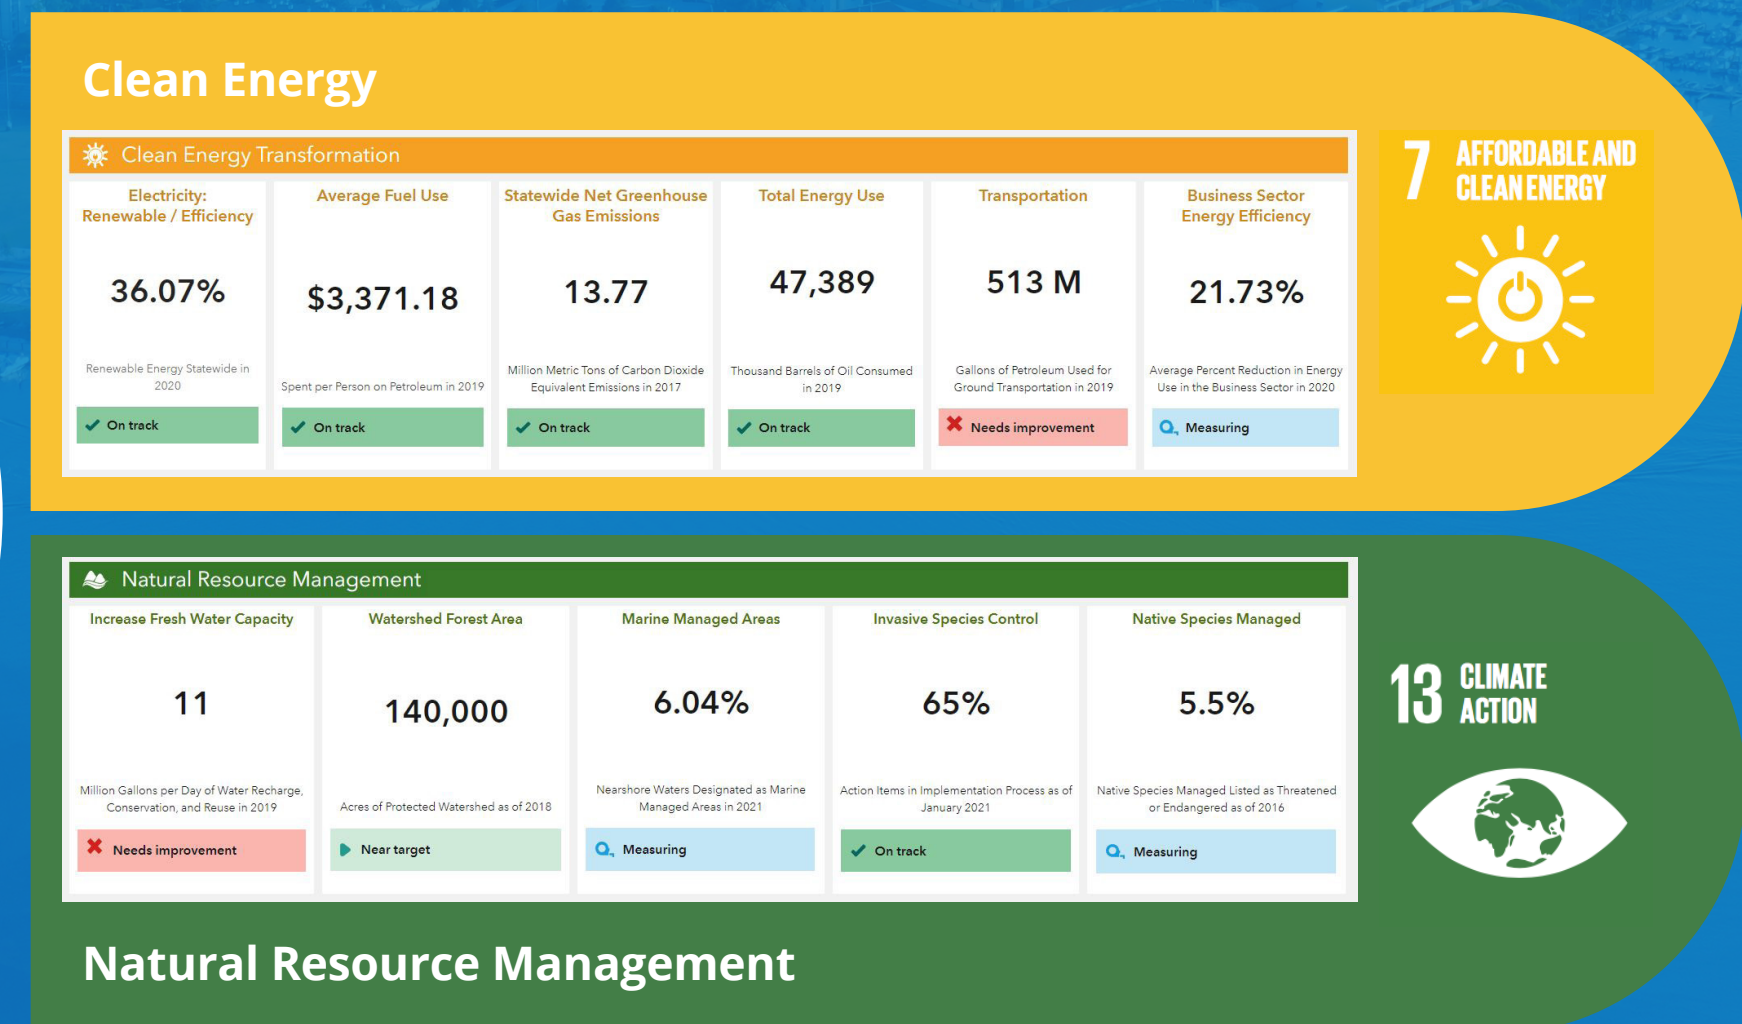 Clean Energy
Clean Energy Transformation
Electricity:
Renewable / Efficiency
36.07%
Renewable Energy Statewide in
2020
On track
Average Fuel Use
$3,371.18
Spent per Person on Petroleum in 2019
On track
Statewide Net Greenhouse
Gas Emissions
13.77
Million Metric Tons of Carbon Dioxide
Equivalent Emissions in 2017
On track
Total Energy Use
47,389
Thousand Barrels of Oil Consumed
in 2019
On track
Transportation
513 M
Gallons of Petroleum Used for
Ground Transportation in 2019
Needs improvement
Business Sector
Energy Efficiency
21.73%
Average Percent Reduction in Energy
Use in the Business Sector in 2020
Measuring
7 AFFORDABLE AND
CLEAN ENERGY
Natural Resource Management
Increase Fresh Water Capacity
11
Million Gallons per Day of Water Recharge,
Conservation, and Reuse in 2019
Needs improvement
Watershed Forest Area
140,000
Acres of Protected Watershed as of 2018
Near target
Marine Managed Areas
6.04%
Nearshore Waters Designated as Marine
Managed Areas in 2021
Measuring
Invasive Species Control
65%
Action Items in Implementation Process as of
January 2021
On track
Native Species Managed
5.5%
Native Species Managed Listed as Threatened
or Endangered as of 2016
Measuring
13 CLIMATE
ACTION
Natural Resource Management